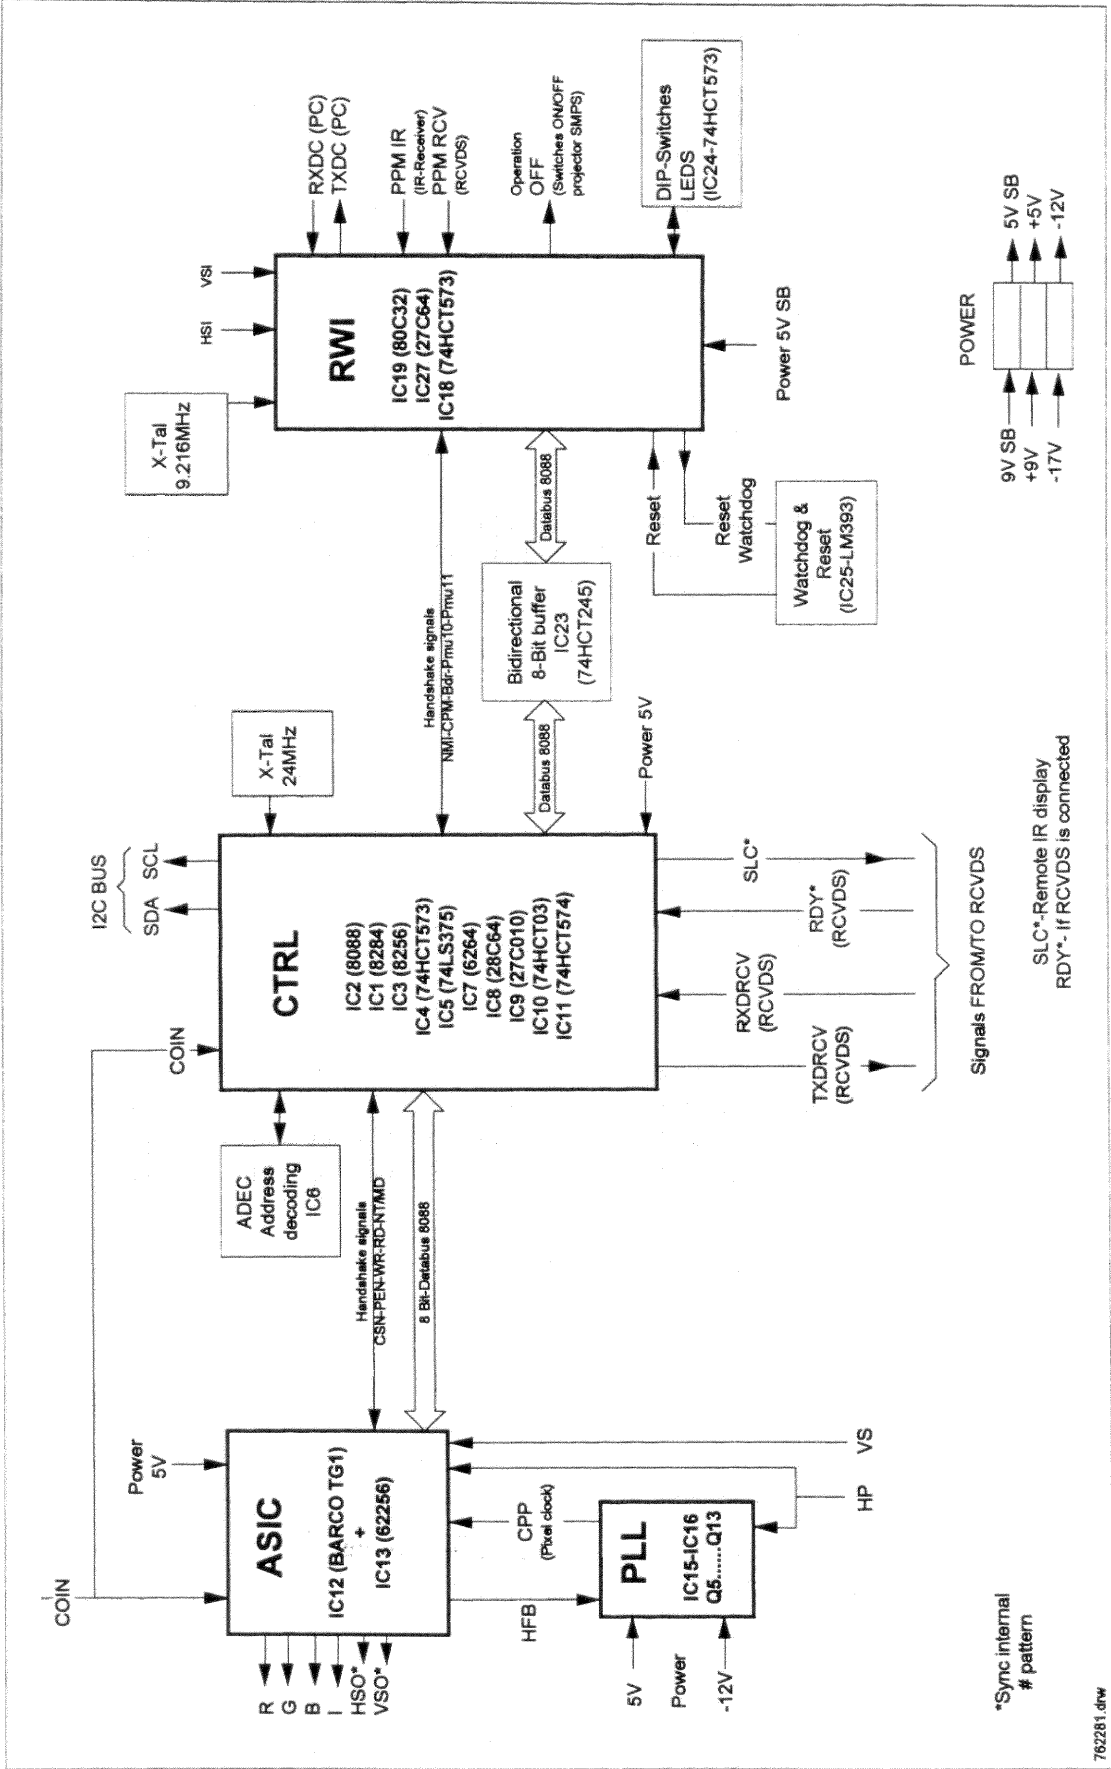 COIN
Power
5V
ASIC
IC12 (BARCO TG1)
+
IC13 (62256)
R
G
B
I
HSO*
VSO*
HFB
CPP
(Pixel clock)
PLL
IC15-IC16
Q5......Q13
5V
Power
-12V
HP
VS
*Sync internal
# pattern
762281.drw
ADEC
Address
decoding
IC6
Handshake signals
CSN-PEN-WR-RD-NT/MD
8 Bit-Databus 8088
COIN
I2C BUS
SDA
SCL
CTRL
IC2 (8088)
IC1 (8284)
IC3 (8256)
IC4 (74HCT573)
IC5 (74LS375)
IC7 (6264)
IC8 (28C64)
IC9 (27C010)
IC10 (74HCT03)
IC11 (74HCT574)
X-Tal
24MHz
Power 5V
TXDRCV
(RCVDS)
RXDRCV
(RCVDS)
RDY*
(RCVDS)
SLC*
Signals FROM/TO RCVDS
SLC*-Remote IR display
RDY*- If RCVDS is connected
Handshake signals
NMI-CPM-Bdr-Pmu10-Pmu11
Databus 8088
Bidirectional
8-Bit buffer
IC23
(74HCT245)
Databus 8088
X-Tal
9.216MHz
HSI
VSI
RWI
IC19 (80C32)
IC27 (27C64)
IC18 (74HCT573)
RXDC (PC)
TXDC (PC)
PPM IR
(IR-Receiver)
PPM RCV
(RCVDS)
Operation
OFF
(Switches ON/OFF
projector SMPS)
DIP-Switches
LEDS
(IC24-74HCT573)
Reset
Reset
Watchdog
Watchdog &
Reset
(IC25-LM393)
Power 5V SB
POWER
9V SB
+9V
-17V
5V SB
+5V
-12V